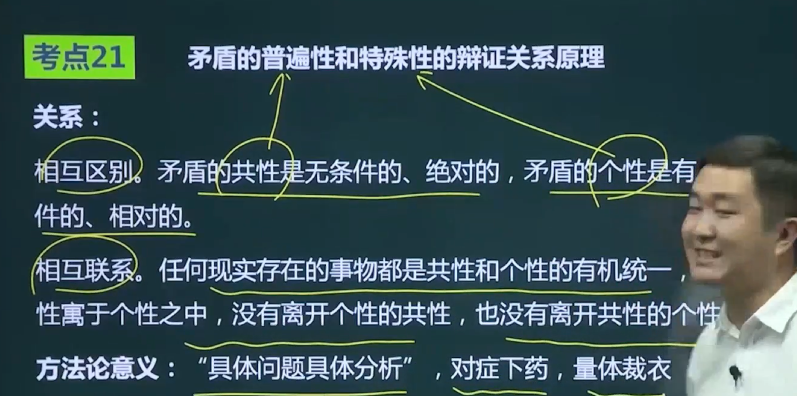 考点21 矛盾的普遍性和特殊性的辩证关系原理
关系：
相互区别。矛盾的共性是无条件的、绝对的，矛盾的个性是有
件的、相对的。
相互联系。任何现实存在的事物都是共性和个性的有机统一，
性寓于个性之中，没有离开个性的共性，也没有离开共性的个性
方法论意义：“具体问题具体分析”，对症下药，量体裁衣